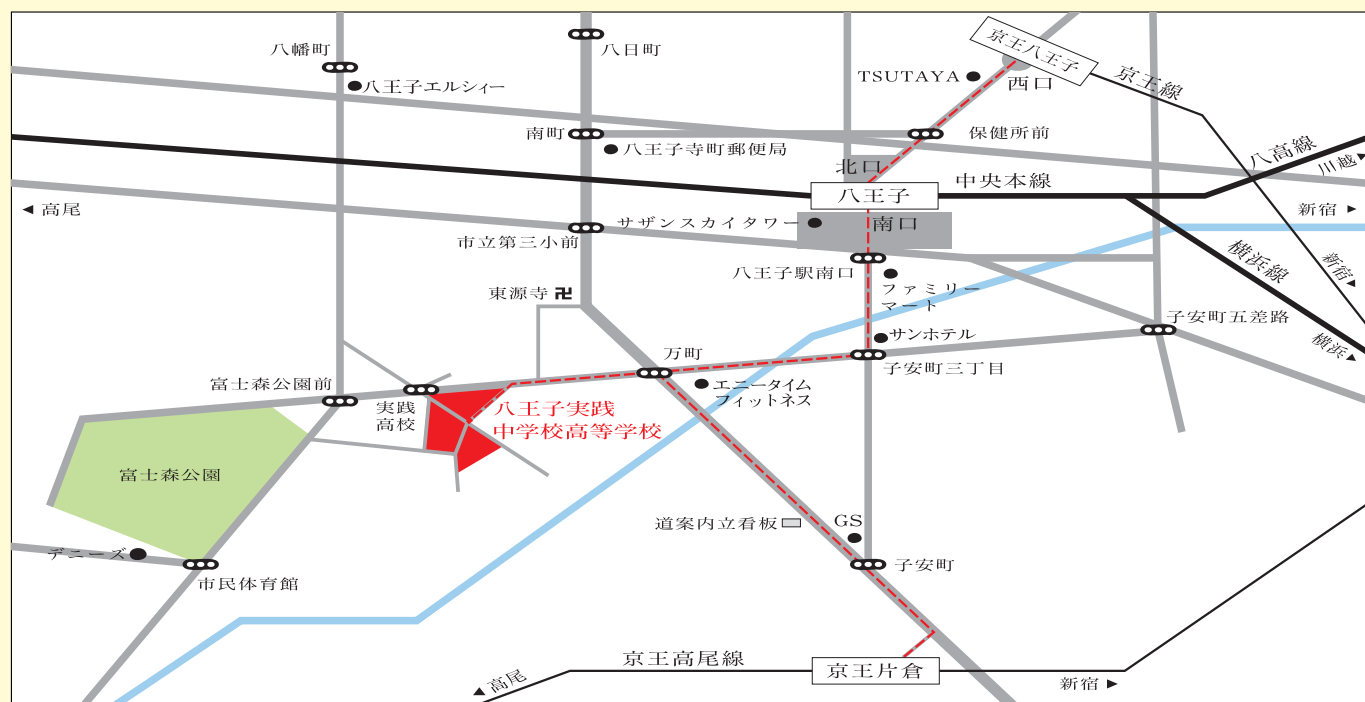 八幡町
八王子エルシィー
八日町
南町
八王子寺町郵便局
TSUTAYA
京王八王子
西口
京王線
保健所前
北口
八王子
中央本線
八高線
川越▶
◀ 高尾
新宿 ▶
サザンスカイタワー
南口
市立第三小前
八王子駅南口
ファミリー
マート
横浜線
新宿▶
横浜▶
東源寺 卍
サンホテル
子安町五差路
万町
子安町三丁目
エニータイム
フィットネス
富士森公園前
実践
高校
八王子実践
中学校高等学校
富士森公園
道案内立看板
GS
デニーズ
市民体育館
子安町
京王高尾線
京王片倉
◀ 高尾
新宿 ▶